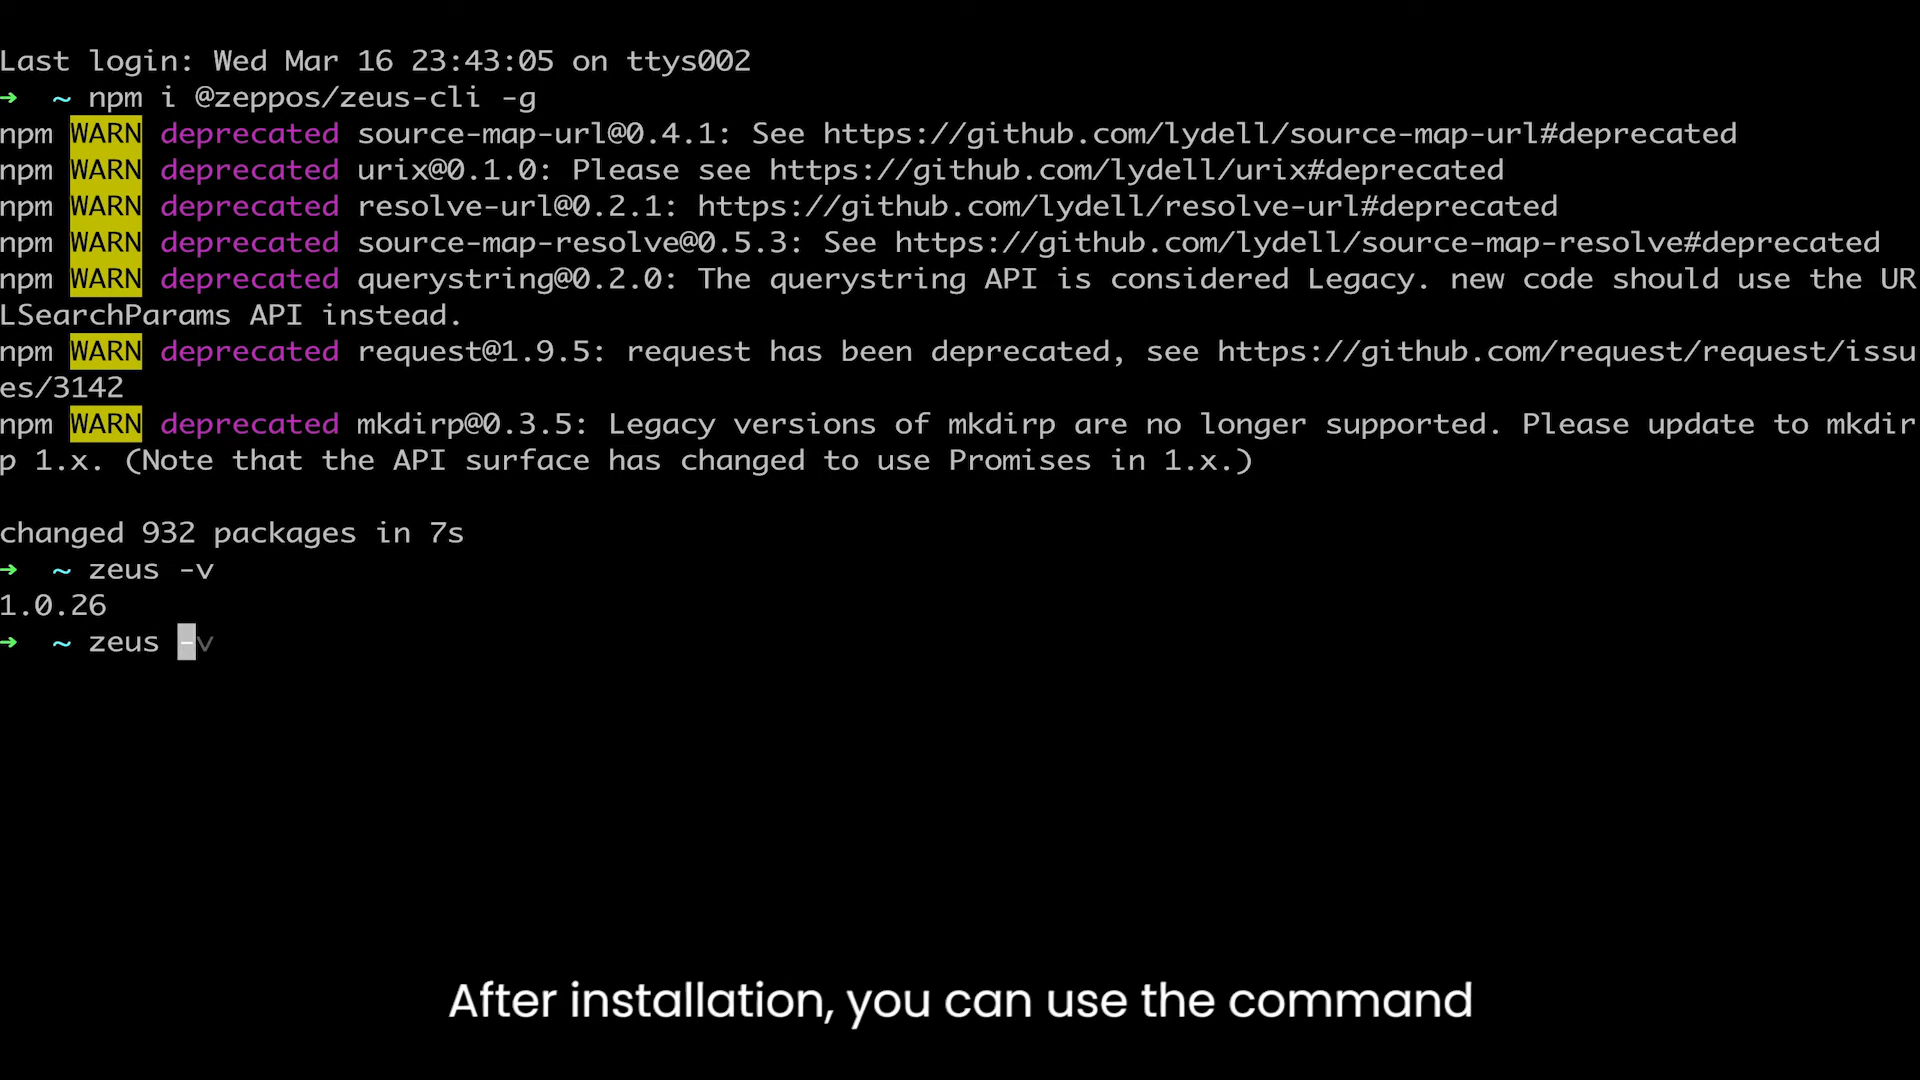 Last login: Wed Mar 16 23:43:05 on ttys002
➜  ~ npm i @zeppos/zeus-cli -g
npm WARN deprecated source-map-url@0.4.1: See https://github.com/lydell/source-map-url#deprecated
npm WARN deprecated urix@0.1.0: Please see https://github.com/lydell/urix#deprecated
npm WARN deprecated resolve-url@0.2.1: https://github.com/lydell/resolve-url#deprecated
npm WARN deprecated source-map-resolve@0.5.3: See https://github.com/lydell/source-map-resolve#deprecated
npm WARN deprecated querystring@0.2.0: The querystring API is considered Legacy. new code should use the UR
LSearchParams API instead.
npm WARN deprecated request@1.9.5: request has been deprecated, see https://github.com/request/request/issu
es/3142
npm WARN deprecated mkdirp@0.3.5: Legacy versions of mkdirp are no longer supported. Please update to mkdir
p 1.x. (Note that the API surface has changed to use Promises in 1.x.)
changed 932 packages in 7s
➜  ~ zeus -v
1.0.26
➜  ~ zeus -v
After installation, you can use the command